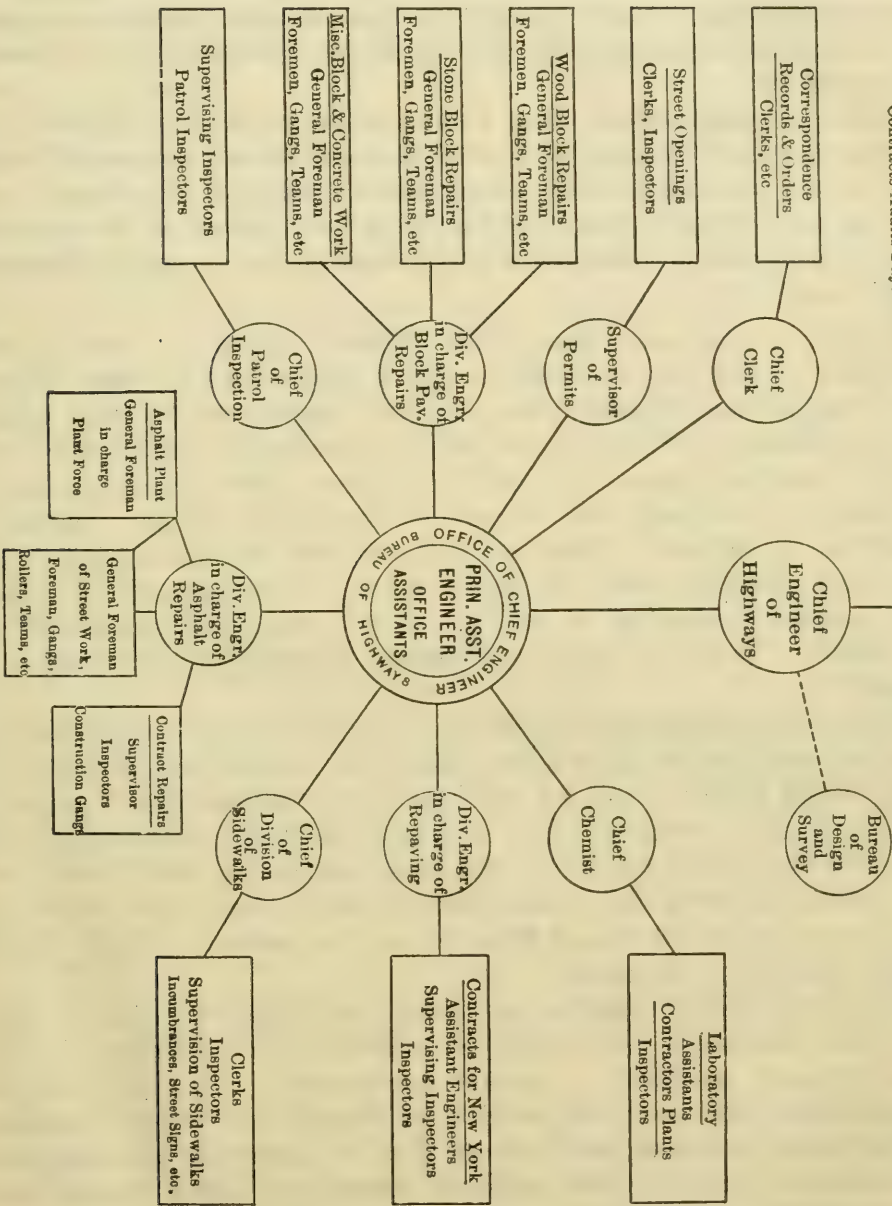 Correspondence
Records & Orders
Clerks, etc
Chief
Clerk
Street Openings
Clerks, Inspectors
Supervisor
of
Permits
Wood Block Repairs
General Foreman
Foremen, Gangs, Teams, etc
Stone Block Repairs
General Foreman
Foremen, Gangs, Teams, etc
Misc. Block & Concrete Work
General Foreman
Foremen, Gangs, Teams, etc
Div. Engr.
in charge of
Block Pav.
Repairs
Supervising Inspectors
Patrol Inspectors
Chief
of
Patrol
Inspection
Chief
Engineer
of
Highways
Bureau
of
Design
and
Survey
OFFICE OF CHIEF ENGINEER
BUREAU OF HIGHWAYS
PRIN. ASST.
ENGINEER
OFFICE
ASSISTANTS
Div. Engr.
in charge of
Asphalt
Repairs
Asphalt Plant
General Foreman
in charge
Plant Force
General Foreman
of Street Work,
Foreman, Gangs,
Rollers, Teams, etc
Contract Repairs
Supervisor
Inspectors
Construction Gangs
Chief
Chemist
Laboratory
Assistants
Contractors Plants
Inspectors
Div. Engr.
in charge of
Repaving
Contracts for New York
Assistant Engineers
Supervising Inspectors
Inspectors
Chief
of
Division
of
Sidewalks
Clerks
Inspectors
Supervision of Sidewalks
Incumbrances, Street Signs, etc.